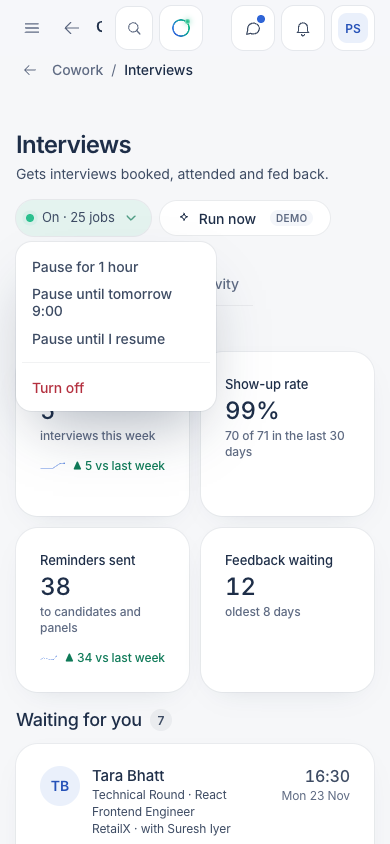 PS
Cowork / Interviews
Interviews
Gets interviews booked, attended and fed back.
On · 25 jobs
Run now DEMO
Pause for 1 hour
Pause until tomorrow
9:00
Pause until I resume
Turn off
interviews this week
▲ 5 vs last week
Show-up rate
99%
70 of 71 in the last 30
days
Reminders sent
38
to candidates and
panels
▲ 34 vs last week
Feedback waiting
12
oldest 8 days
Waiting for you 7
TB
Tara Bhatt
16:30
Technical Round · React
Mon 23 Nov
Frontend Engineer
RetailX · with Suresh Iyer